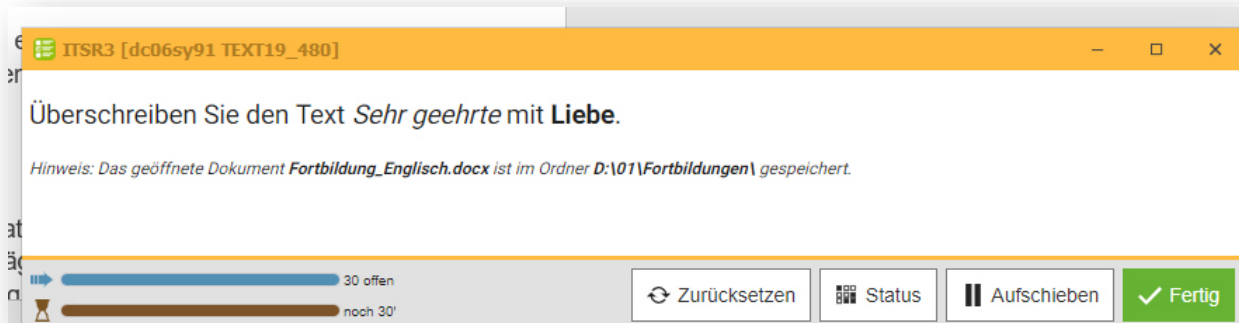 ITSR3 [dc06sy91 TEXT19_480]
Überschreiben Sie den Text Sehr geehrte mit Liebe.
Hinweis: Das geöffnete Dokument Fortbildung_Englisch.docx ist im Ordner D:\01\Fortbildungen\ gespeichert.
30 offen
noch 30'
Zurücksetzen
Status
Aufschieben
Fertig